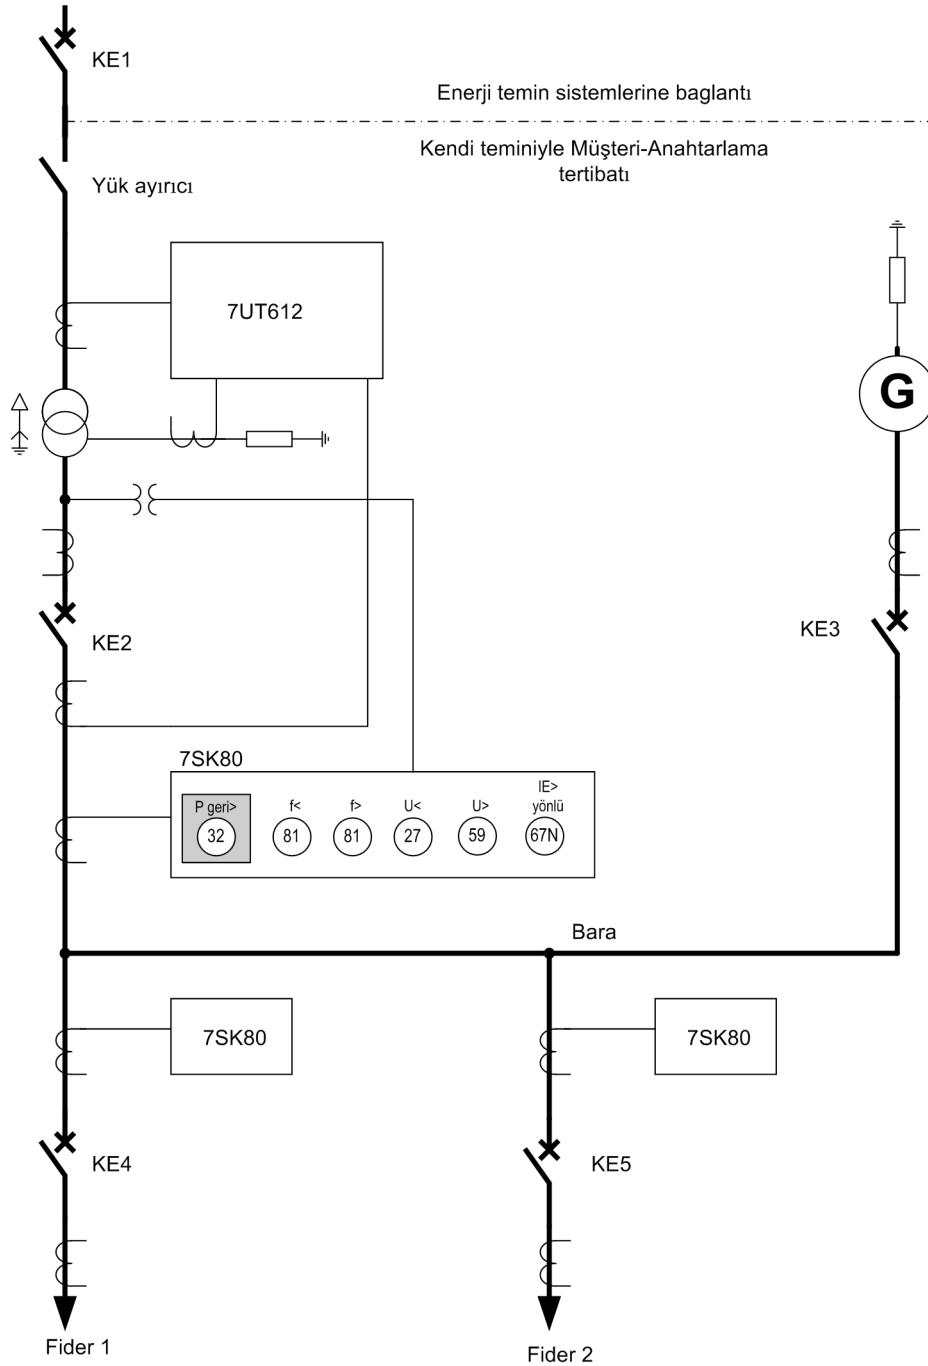 KE1
Enerji temin sistemlerine baglantı
Kendi teminiyle Müşteri-Anahtarlama
tertibatı
Yük ayırıcı
7UT612
G
KE2
KE3
7SK80
P geri>
f<
f>
U<
U>
IE>
yönlü
32
81
81
27
59
67N
Bara
7SK80
7SK80
KE4
KE5
Fider 1
Fider 2